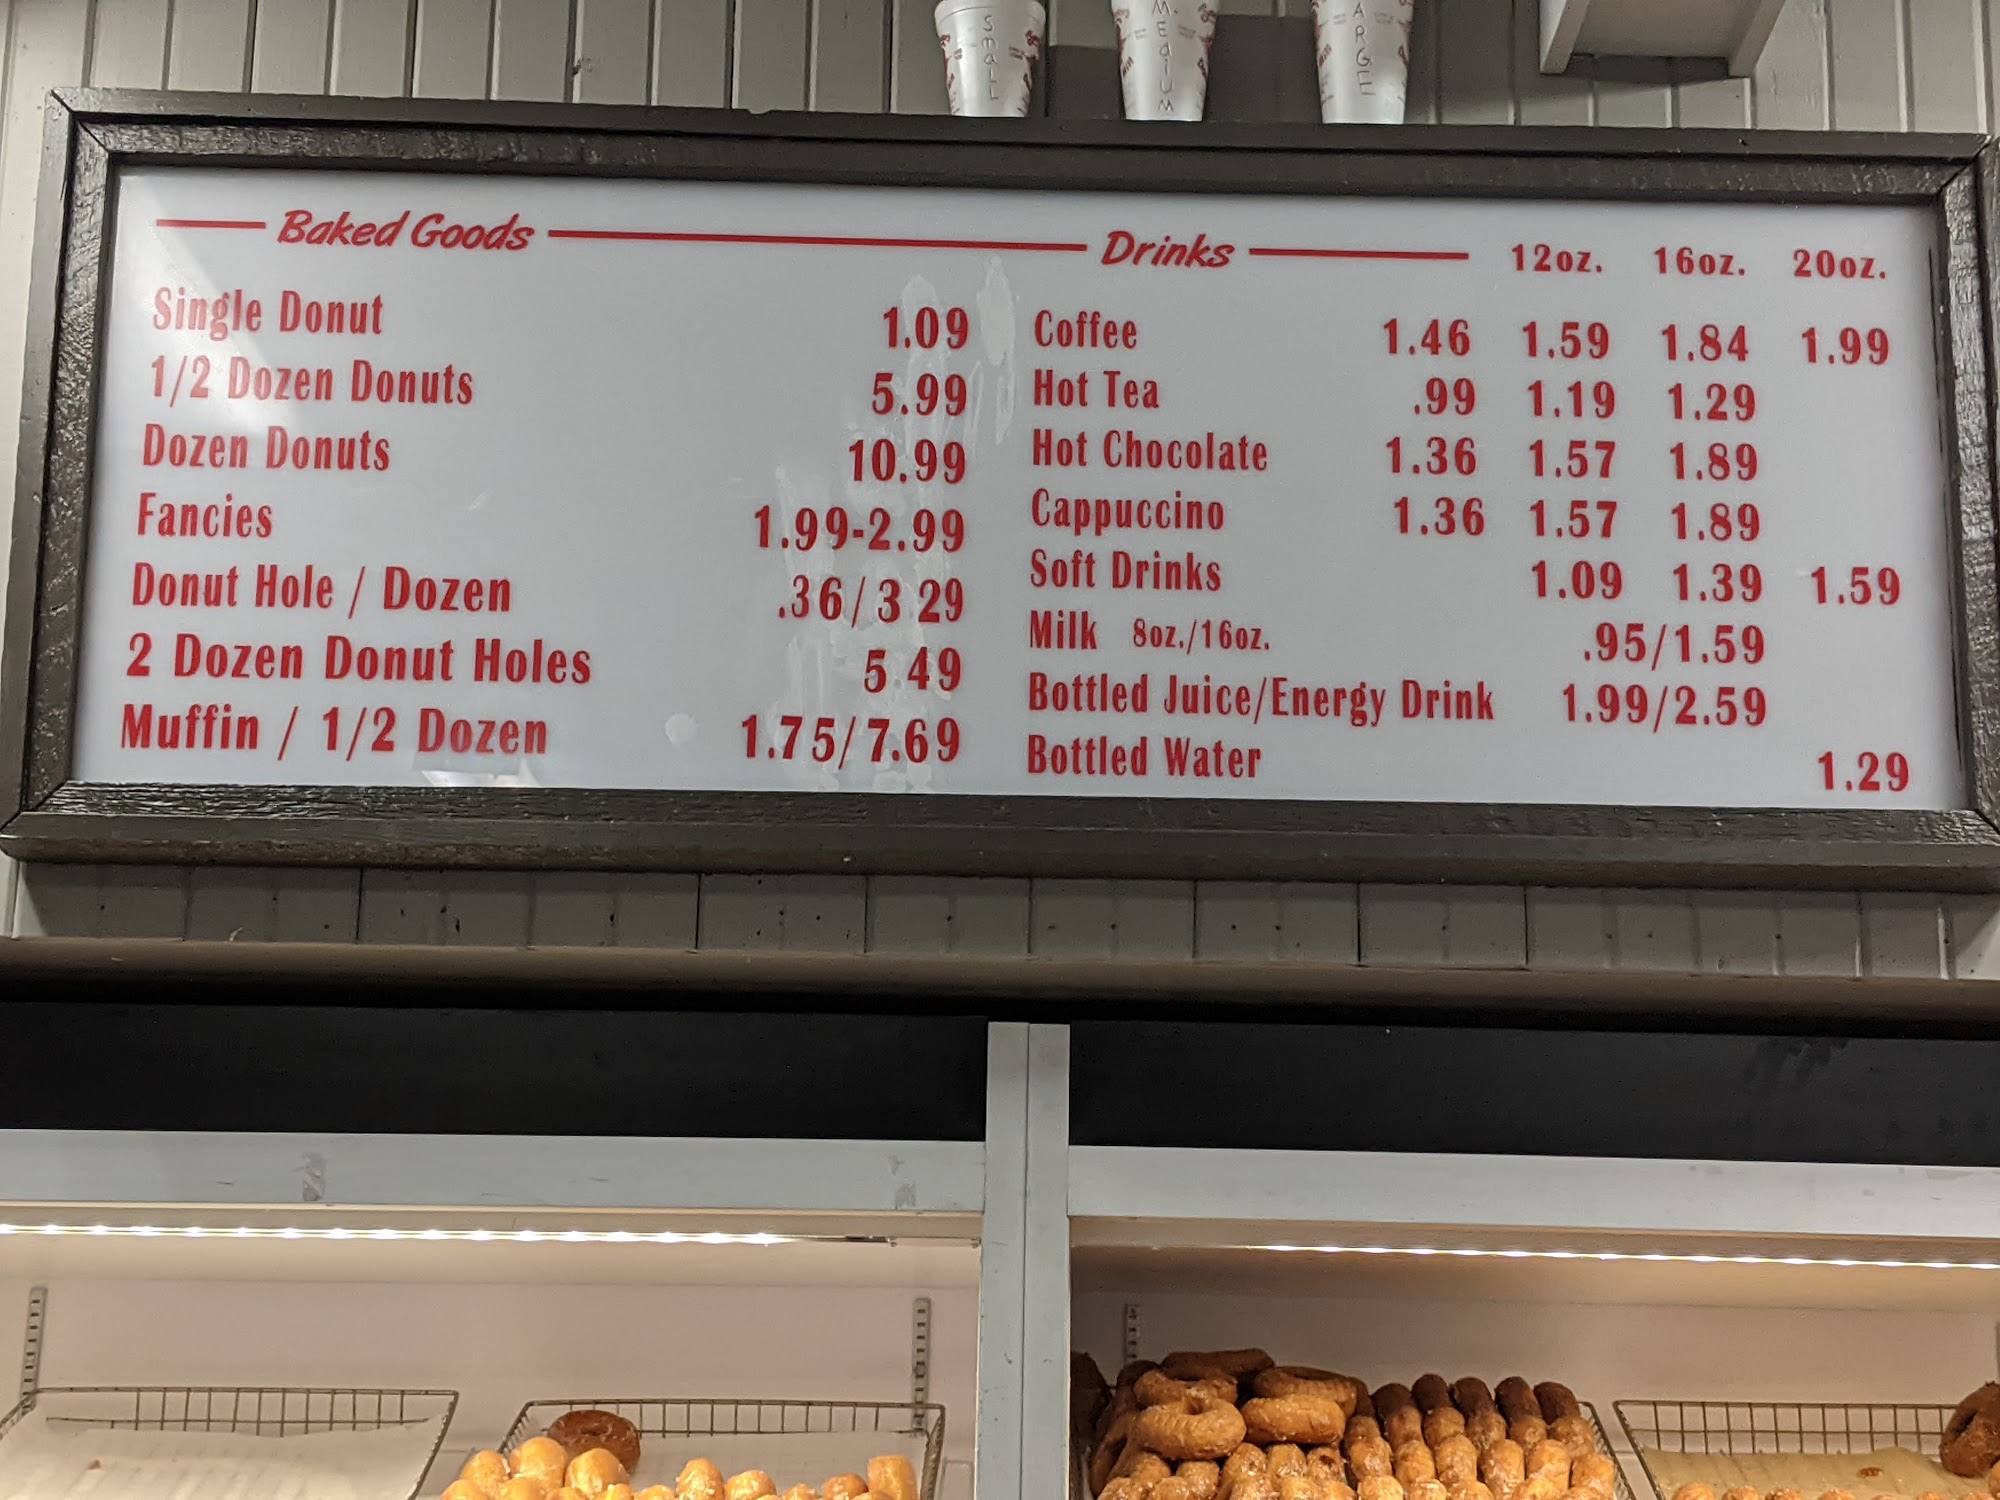 Small
MEdIUM
ARGE
Baked Goods
Single Donut 1.09
1/2 Dozen Donuts 5.99
Dozen Donuts 10.99
Fancies 1.99-2.99
Donut Hole / Dozen .36/3 29
2 Dozen Donut Holes 5 49
Muffin / 1/2 Dozen 1.75/7.69
Drinks 12oz. 16oz. 20oz.
Coffee 1.46 1.59 1.84 1.99
Hot Tea .99 1.19 1.29
Hot Chocolate 1.36 1.57 1.89
Cappuccino 1.36 1.57 1.89
Soft Drinks 1.09 1.39 1.59
Milk 8oz./16oz. .95/1.59
Bottled Juice/Energy Drink 1.99/2.59
Bottled Water 1.29